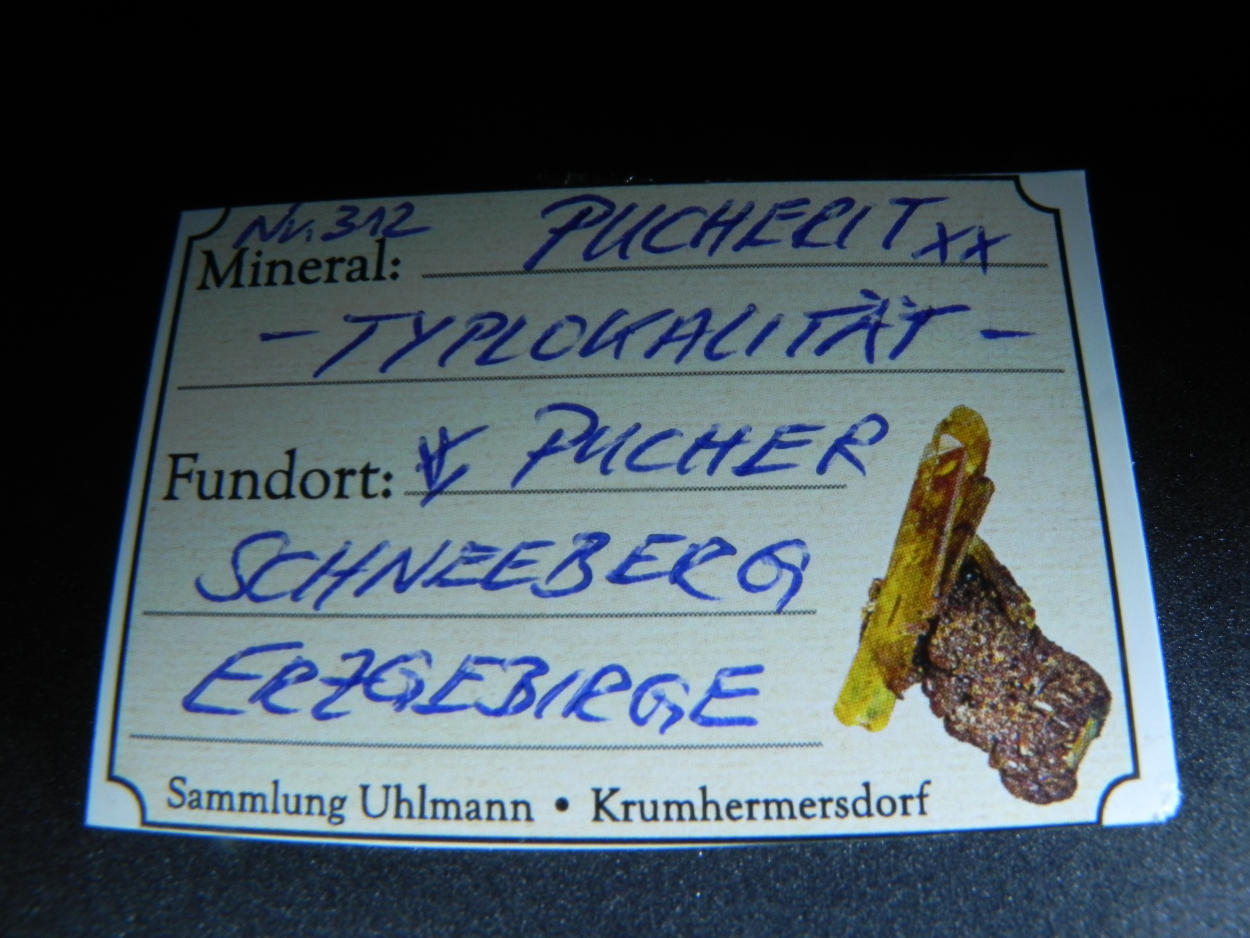 Nr. 312
Mineral: PUCHERIT xx
- TYPLOKALITÄT -
Fundort: PUCHER
SCHNEEBERG
ERZGEBIRGE
Sammlung Uhlmann • Krumhermersdorf